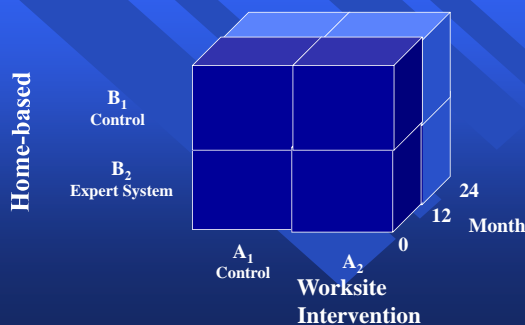 Home-based
B₁
Control
B₂
Expert System
24
12
Month
0
A₁
Control
A₂
Worksite
Intervention